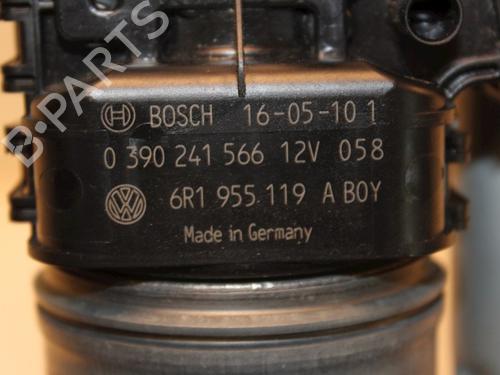 B-PARTS
BOSCH 16-05-10 1
0 390 241 566 12V 058
6R1 955 119 A BOY
Made in Germany